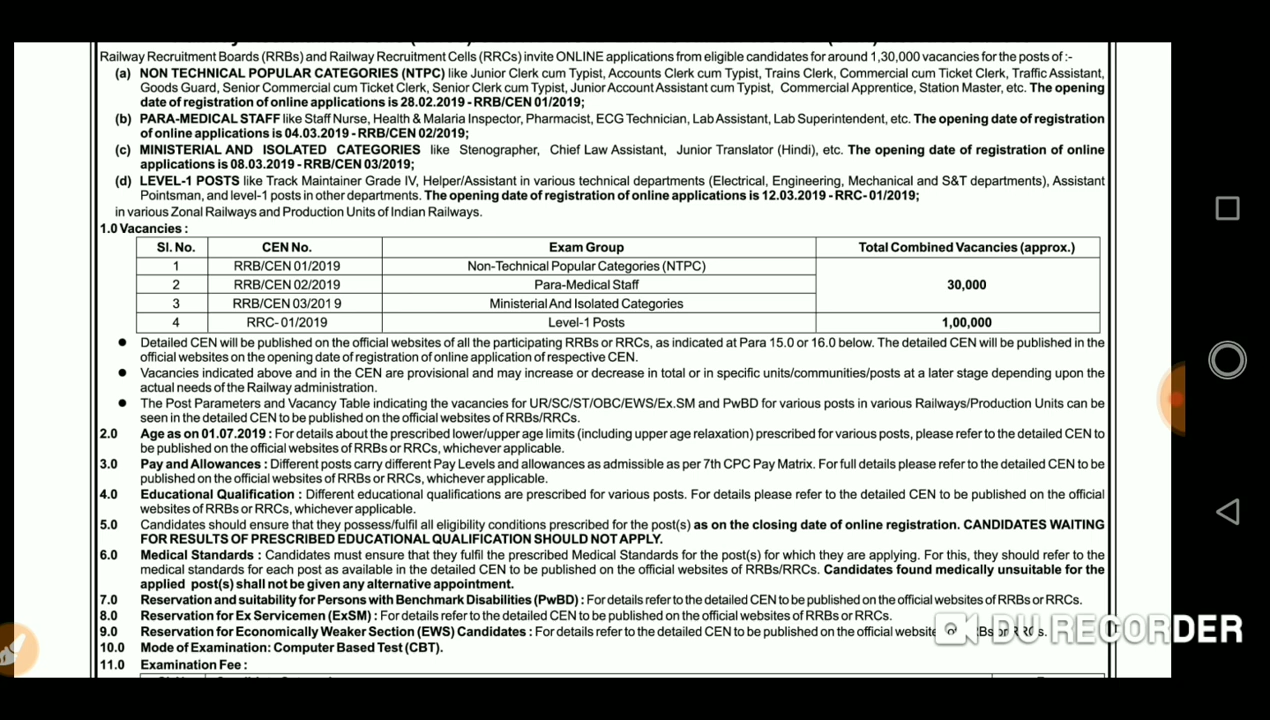 Railway Recruitment Boards (RRBs) and Railway Recruitment Cells (RRCs) invite ONLINE applications from eligible candidates for around 1,30,000 vacancies for the posts of :-
(a) NON TECHNICAL POPULAR CATEGORIES (NTPC) like Junior Clerk cum Typist, Accounts Clerk cum Typist, Trains Clerk, Commercial cum Ticket Clerk, Traffic Assistant,
Goods Guard, Senior Commercial cum Ticket Clerk, Senior Clerk cum Typist, Junior Account Assistant cum Typist, Commercial Apprentice, Station Master, etc. The opening
date of registration of online applications is 28.02.2019 - RRB/CEN 01/2019;
(b) PARA-MEDICAL STAFF like Staff Nurse, Health & Malaria Inspector, Pharmacist, ECG Technician, Lab Assistant, Lab Superintendent, etc. The opening date of registration
of online applications is 04.03.2019 - RRB/CEN 02/2019;
(c) MINISTERIAL AND ISOLATED CATEGORIES like Stenographer, Chief Law Assistant, Junior Translator (Hindi), etc. The opening date of registration of online
applications is 08.03.2019 - RRB/CEN 03/2019;
(d) LEVEL-1 POSTS like Track Maintainer Grade IV, Helper/Assistant in various technical departments (Electrical, Engineering, Mechanical and S&T departments), Assistant
Pointsman, and level-1 posts in other departments. The opening date of registration of online applications is 12.03.2019 - RRC- 01/2019;
in various Zonal Railways and Production Units of Indian Railways.
1.0 Vacancies :
Sl. No. CEN No. Exam Group Total Combined Vacancies (approx.)
1 RRB/CEN 01/2019 Non-Technical Popular Categories (NTPC)
2 RRB/CEN 02/2019 Para-Medical Staff 30,000
3 RRB/CEN 03/201 9 Ministerial And Isolated Categories
4 RRC- 01/2019 Level-1 Posts 1,00,000
● Detailed CEN will be published on the official websites of all the participating RRBs or RRCs, as indicated at Para 15.0 or 16.0 below. The detailed CEN will be published in the
official websites on the opening date of registration of online application of respective CEN.
● Vacancies indicated above and in the CEN are provisional and may increase or decrease in total or in specific units/communities/posts at a later stage depending upon the
actual needs of the Railway administration.
● The Post Parameters and Vacancy Table indicating the vacancies for UR/SC/ST/OBC/EWS/Ex.SM and PwBD for various posts in various Railways/Production Units can be
seen in the detailed CEN to be published on the official websites of RRBs/RRCs.
2.0 Age as on 01.07.2019 : For details about the prescribed lower/upper age limits (including upper age relaxation) prescribed for various posts, please refer to the detailed CEN to
be published on the official websites of RRBs or RRCs, whichever applicable.
3.0 Pay and Allowances : Different posts carry different Pay Levels and allowances as admissible as per 7th CPC Pay Matrix. For full details please refer to the detailed CEN to be
published on the official websites of RRBs or RRCs, whichever applicable.
4.0 Educational Qualification : Different educational qualifications are prescribed for various posts. For details please refer to the detailed CEN to be published on the official
websites of RRBs or RRCs, whichever applicable.
5.0 Candidates should ensure that they possess/fulfil all eligibility conditions prescribed for the post(s) as on the closing date of online registration. CANDIDATES WAITING
FOR RESULTS OF PRESCRIBED EDUCATIONAL QUALIFICATION SHOULD NOT APPLY.
6.0 Medical Standards : Candidates must ensure that they fulfil the prescribed Medical Standards for the post(s) for which they are applying. For this, they should refer to the
medical standards for each post as available in the detailed CEN to be published on the official websites of RRBs/RRCs. Candidates found medically unsuitable for the
applied post(s) shall not be given any alternative appointment.
7.0 Reservation and suitability for Persons with Benchmark Disabilities (PwBD) : For details refer to the detailed CEN to be published on the official websites of RRBs or RRCs.
8.0 Reservation for Ex Servicemen (ExSM) : For details refer to the detailed CEN to be published on the official websites of RRBs or RRCs.
9.0 Reservation for Economically Weaker Section (EWS) Candidates : For details refer to the detailed CEN to be published on the official
DU RECORDER
10.0 Mode of Examination: Computer Based Test (CBT).
11.0 Examination Fee :